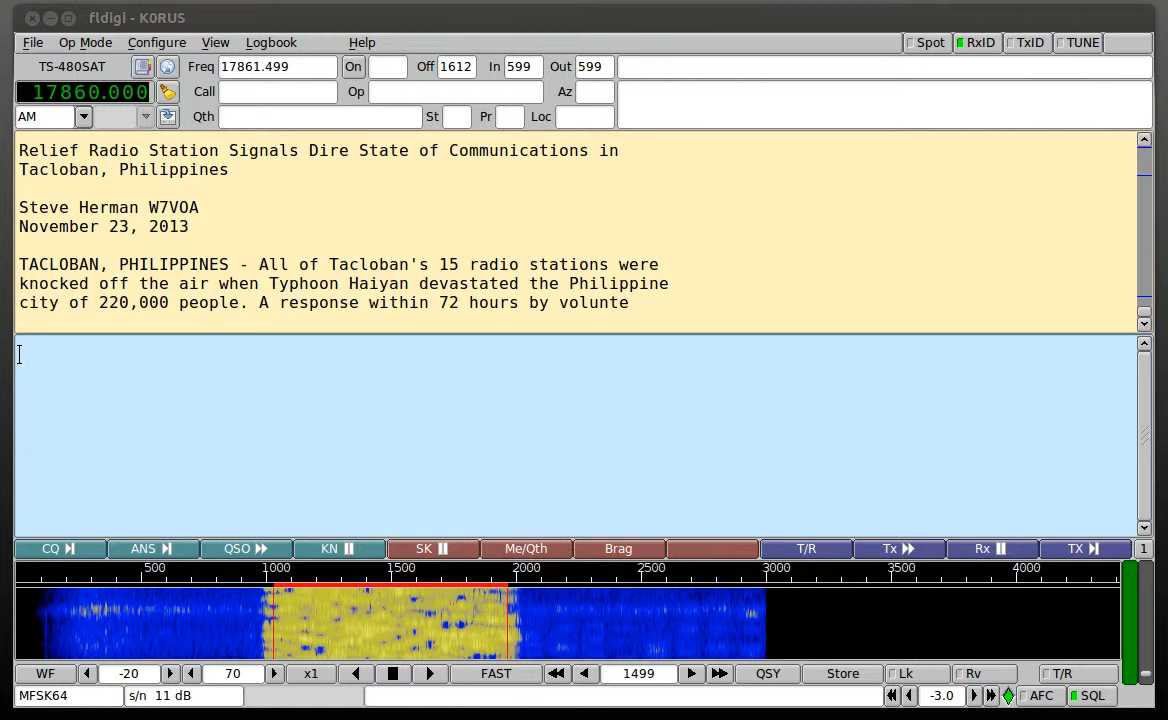 fldigi - K0RUS
File Op Mode Configure View Logbook Help Spot RxID TxID TUNE
TS-480SAT Freq 17861.499 On Off 1612 In 599 Out 599
17860.000 Call Op Az
AM Qth St Pr Loc
Relief Radio Station Signals Dire State of Communications in
Tacloban, Philippines
Steve Herman W7VOA
November 23, 2013
TACLOBAN, PHILIPPINES - All of Tacloban's 15 radio stations were
knocked off the air when Typhoon Haiyan devastated the Philippine
city of 220,000 people. A response within 72 hours by volunte
CQ ANS QSO KN SK Me/Qth Brag T/R Tx Rx TX 1
500 1000 1500 2000 2500 3000 3500 4000
WF -20 70 x1 FAST 1499 QSY Store Lk Rv T/R
MFSK64 s/n 11 dB -3.0 AFC SQL